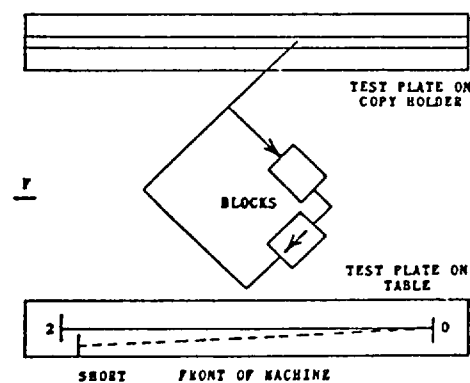 TEST PLATE ON
COPY HOLDER
F
BLOCKS
TEST PLATE ON
TABLE
2
0
SHORT FRONT OF MACHINE